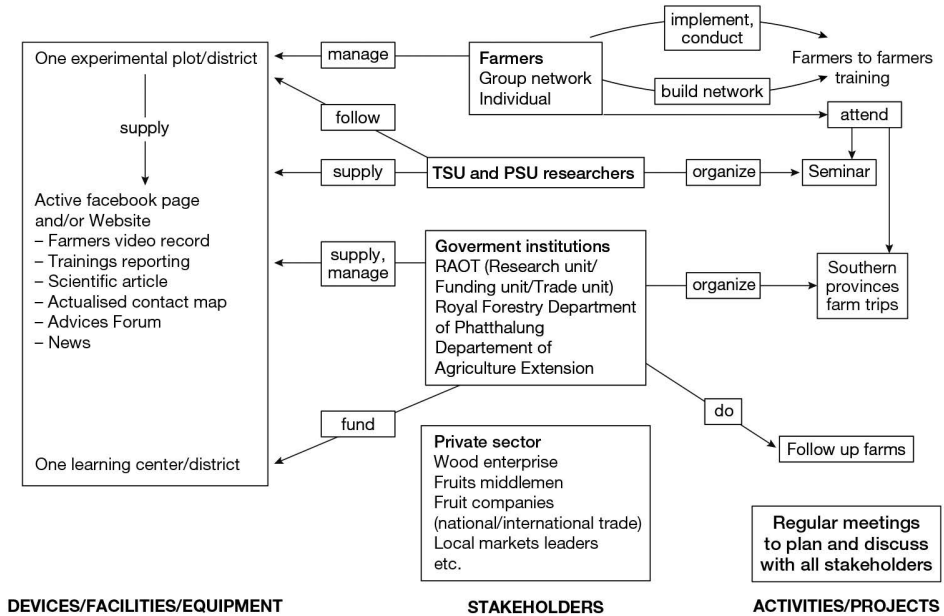 One experimental plot/district
supply
Active facebook page
and/or Website
– Farmers video record
– Trainings reporting
– Scientific article
– Actualised contact map
– Advices Forum
– News
One learning center/district
manage
follow
supply
supply,
manage
fund
Farmers
Group network
Individual
TSU and PSU researchers
Goverment institutions
RAOT (Research unit/
Funding unit/Trade unit)
Royal Forestry Department
of Phatthalung
Departement of
Agriculture Extension
Private sector
Wood enterprise
Fruits middlemen
Fruit companies
(national/international trade)
Local markets leaders
etc.
implement,
conduct
build network
Farmers to farmers
training
attend
organize
Seminar
organize
Southern
provinces
farm trips
do
Follow up farms
Regular meetings
to plan and discuss
with all stakeholders
DEVICES/FACILITIES/EQUIPMENT
STAKEHOLDERS
ACTIVITIES/PROJECTS